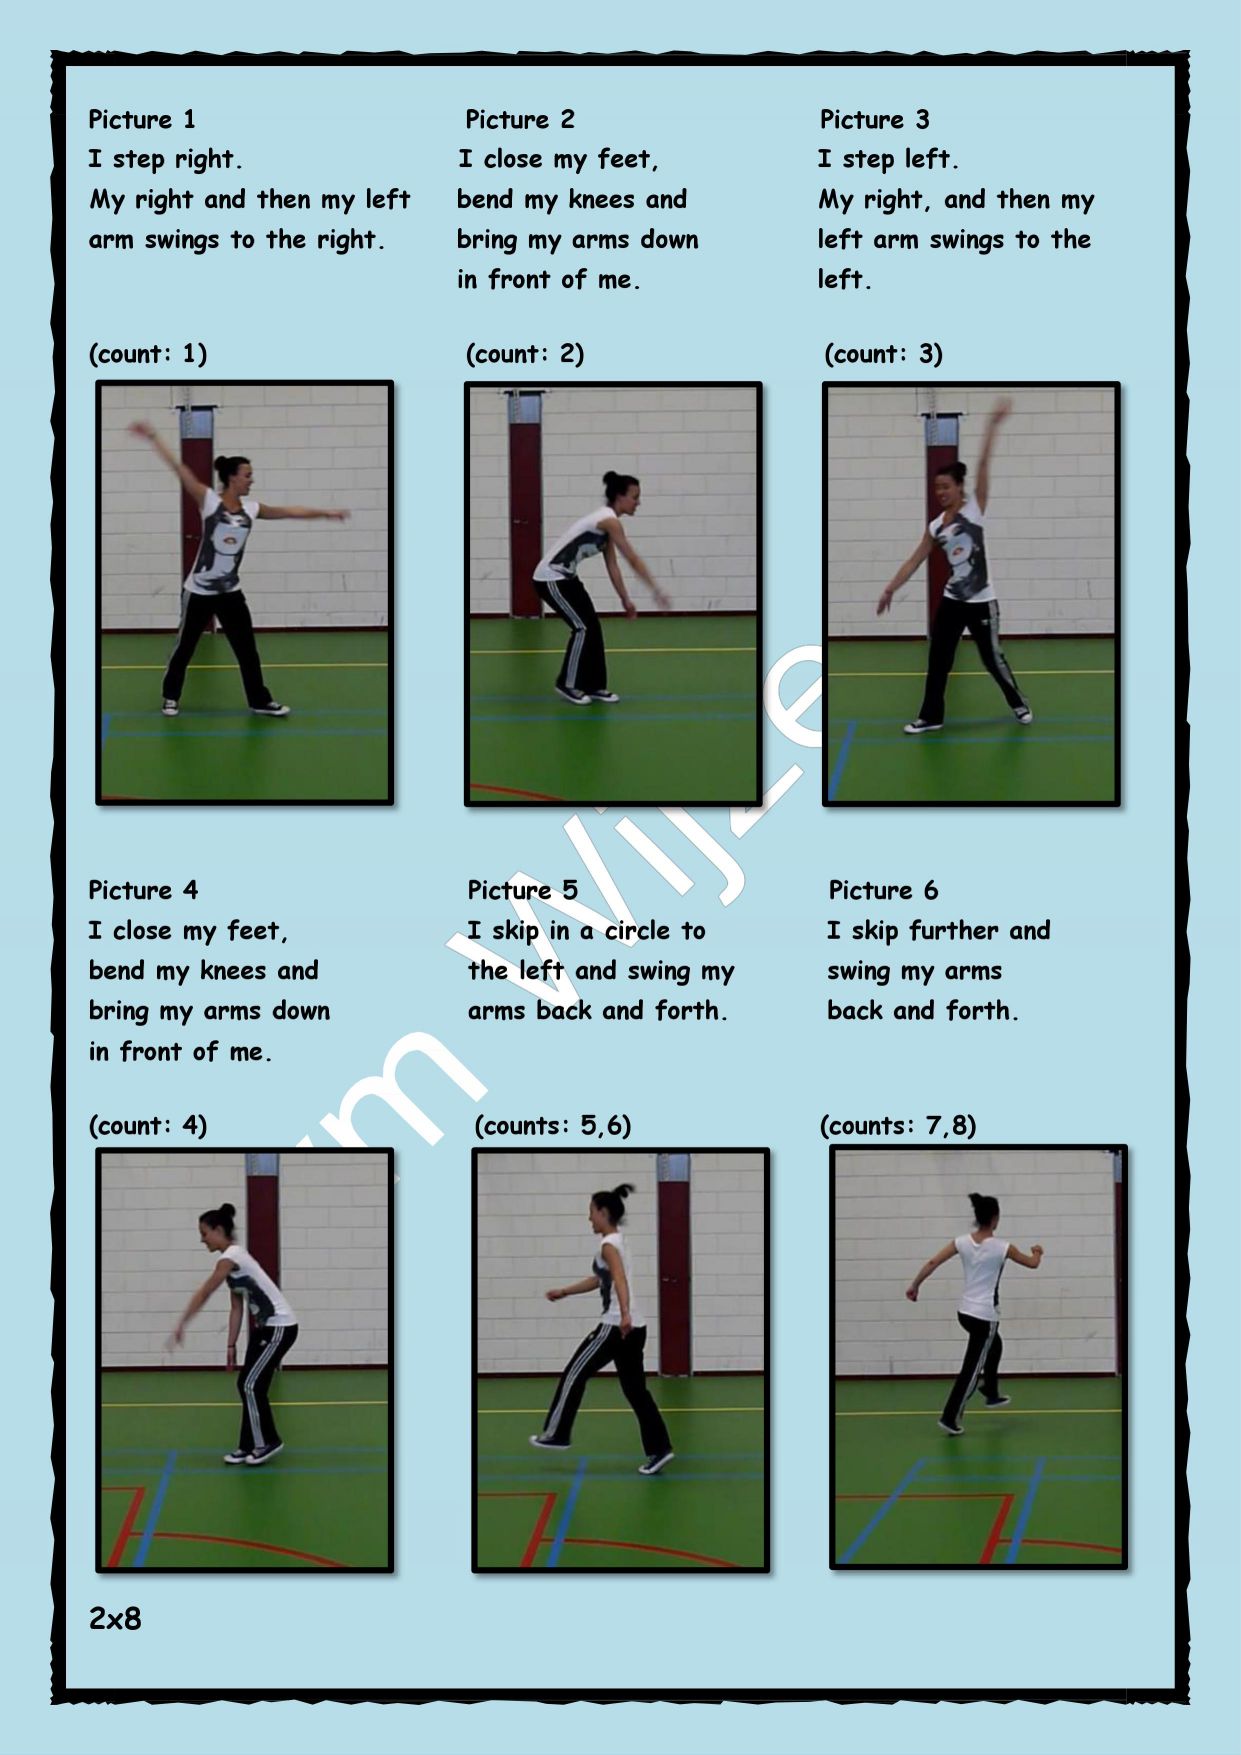 Picture 1
I step right.
My right and then my left
arm swings to the right.
(count: 1)
Picture 2
I close my feet,
bend my knees and
bring my arms down
in front of me.
(count: 2)
Picture 3
I step left.
My right, and then my
left arm swings to the
left.
(count: 3)
Picture 4
I close my feet,
bend my knees and
bring my arms down
in front of me.
(count: 4)
Picture 5
I skip in a circle to
the left and swing my
arms back and forth.
(counts: 5,6)
Picture 6
I skip further and
swing my arms
back and forth.
(counts: 7,8)
2x8